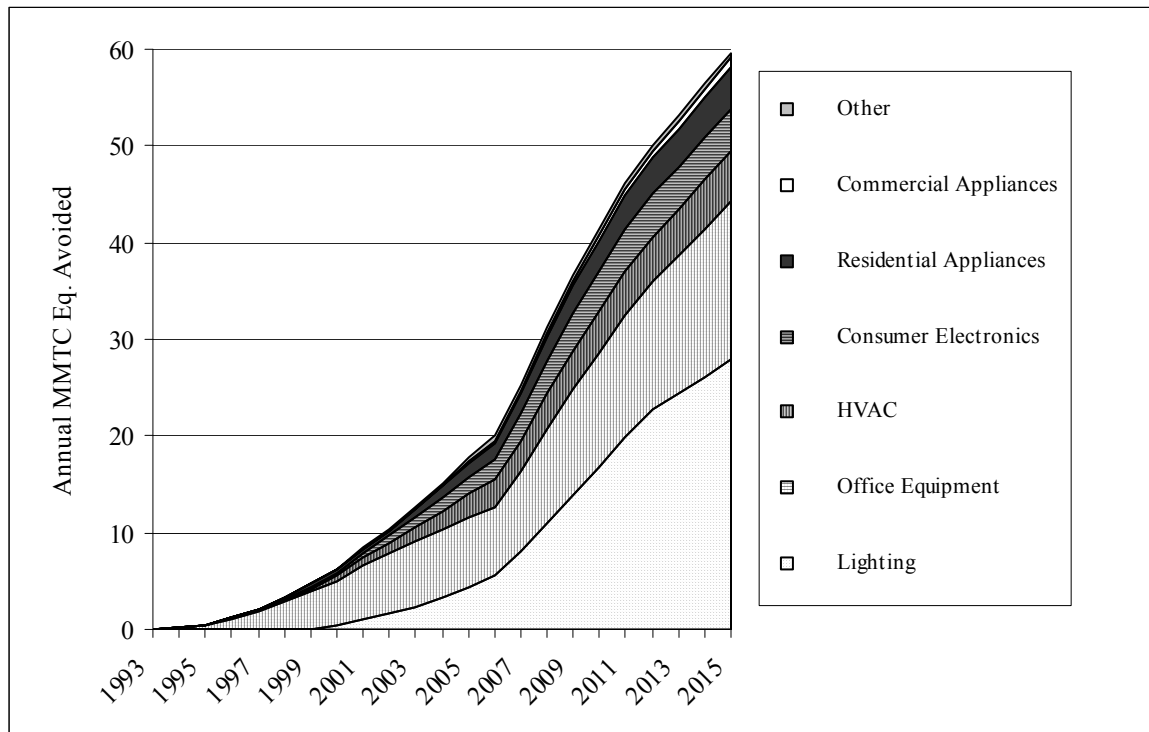 60
50
40
30
20
10
0
Annual MMTC Eq. Avoided
1993
1995
1997
1999
2001
2003
2005
2007
2009
2011
2013
2015
Other
Commercial Appliances
Residential Appliances
Consumer Electronics
HVAC
Office Equipment
Lighting